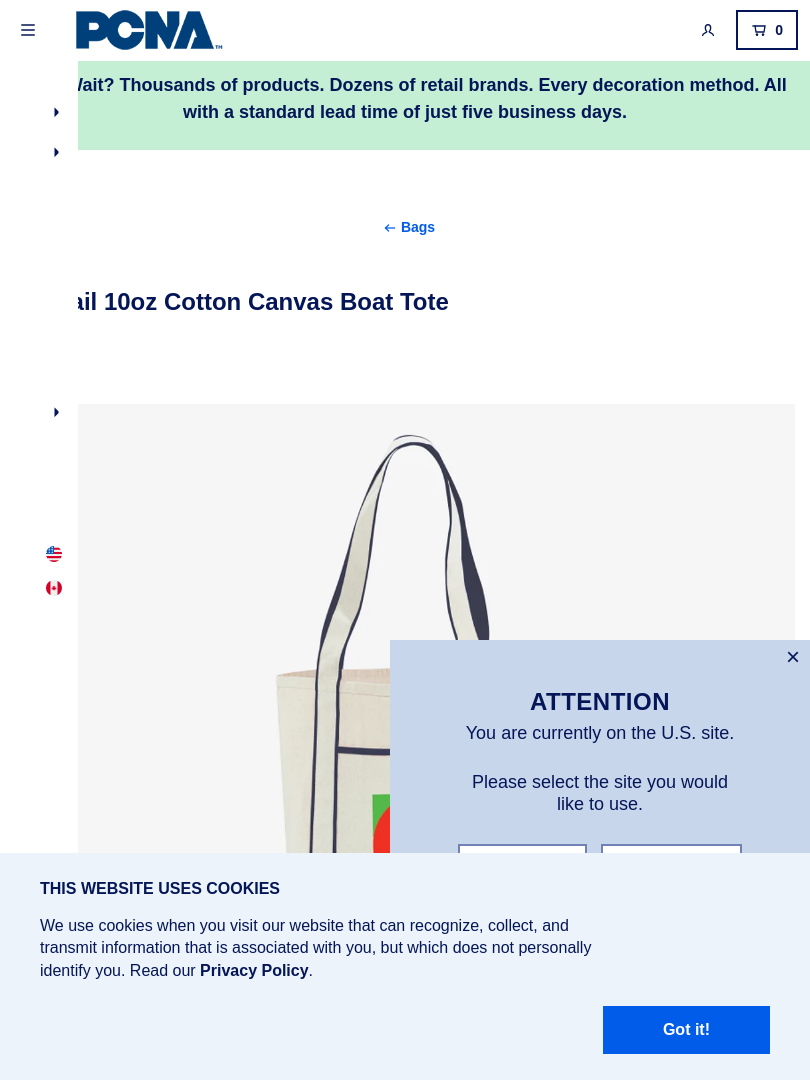 PCNA™
0
Wait? Thousands of products. Dozens of retail brands. Every decoration method. All
with a standard lead time of just five business days.
← Bags
ail 10oz Cotton Canvas Boat Tote
ATTENTION
You are currently on the U.S. site.
Please select the site you would
like to use.
THIS WEBSITE USES COOKIES
We use cookies when you visit our website that can recognize, collect, and
transmit information that is associated with you, but which does not personally
identify you. Read our Privacy Policy.
Got it!